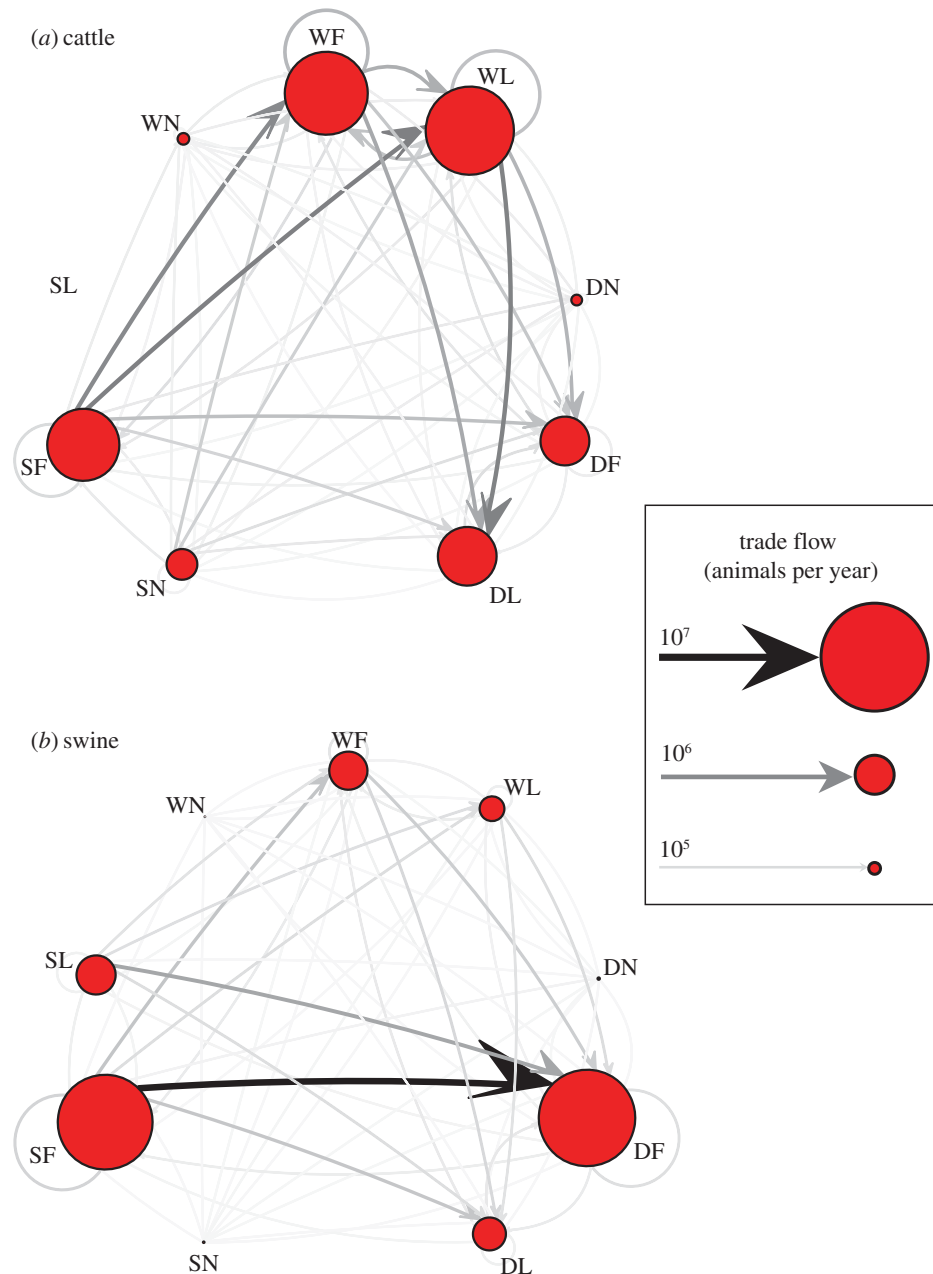 (a) cattle
WF
WL
WN
SL
DN
SF
DF
SN
DL
trade flow
(animals per year)
10⁷
10⁶
10⁵
(b) swine
WF
WN
WL
SL
DN
SF
DF
SN
DL